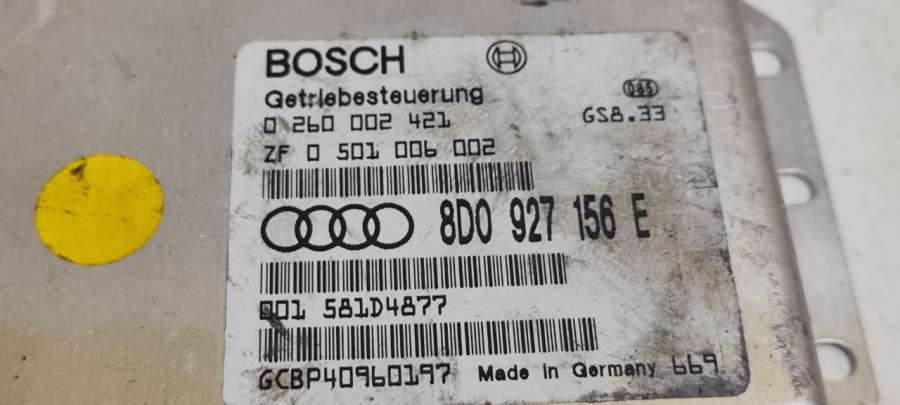 BOSCH
Getriebesteuerung
0 260 002 421
GS8.33
ZF 0 501 006 002
8D0 927 156 E
001 581D4877
GCBP40960197 Made in Germany 669